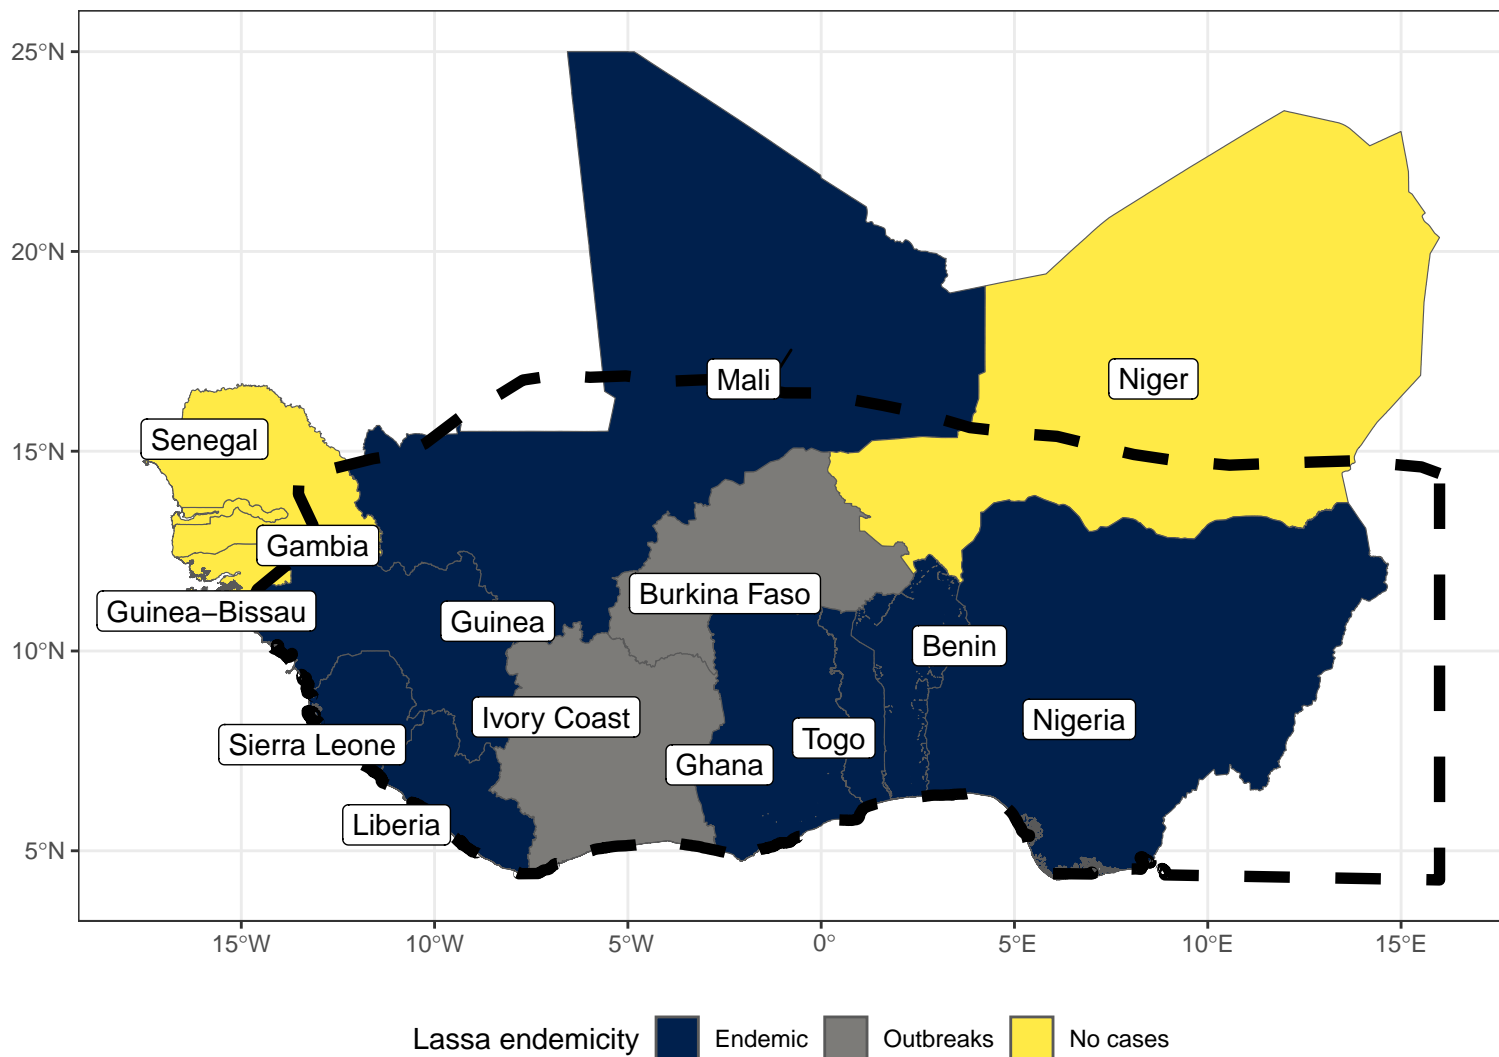 25°N
20°N
15°N
10°N
5°N
Mali
Niger
Senegal
Gambia
Burkina Faso
Guinea−Bissau
Guinea
Benin
Ivory Coast
Nigeria
Togo
Sierra Leone
Ghana
Liberia
15°W
10°W
5°W
0°
5°E
10°E
15°E
Lassa endemicity
Endemic
Outbreaks
No cases